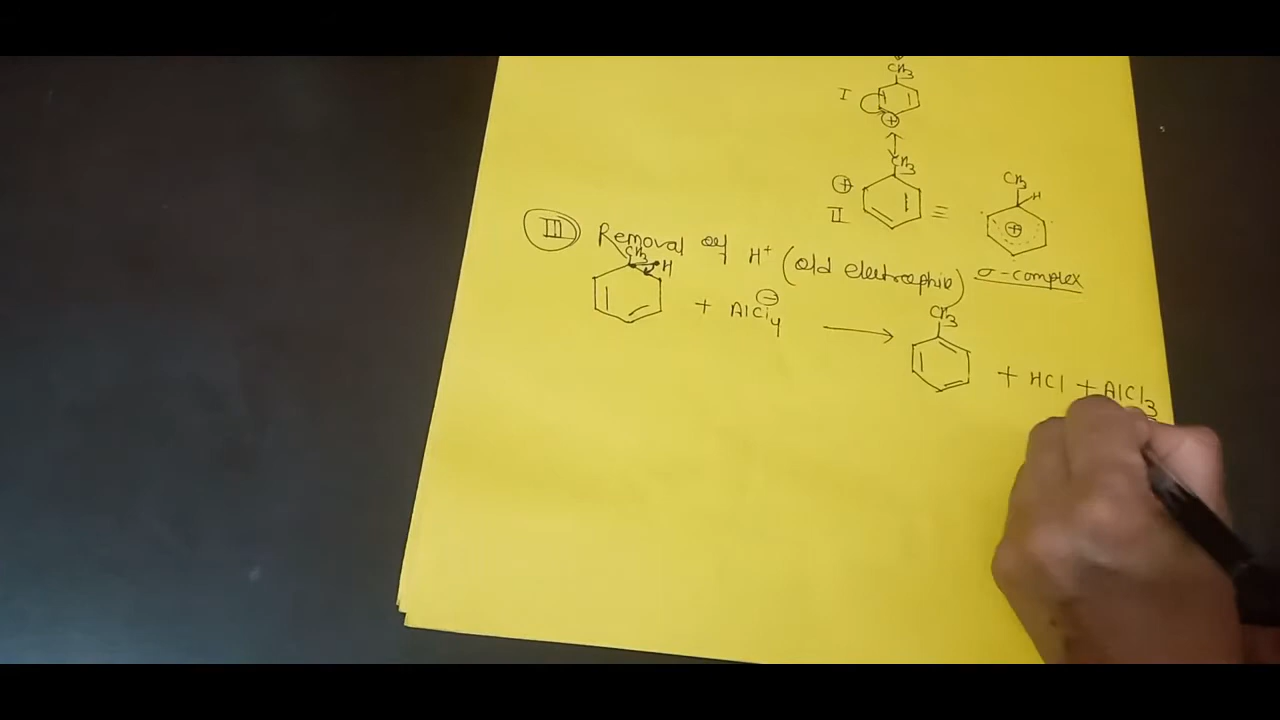 CH3
I
⊕
CH3
⊕
II
≡
CH3
H
⊕
III Removal of H+ (old electrophile) σ-complex
CH3
H
+ AlCl4 ⊖
CH3
+ HCl + AlCl3